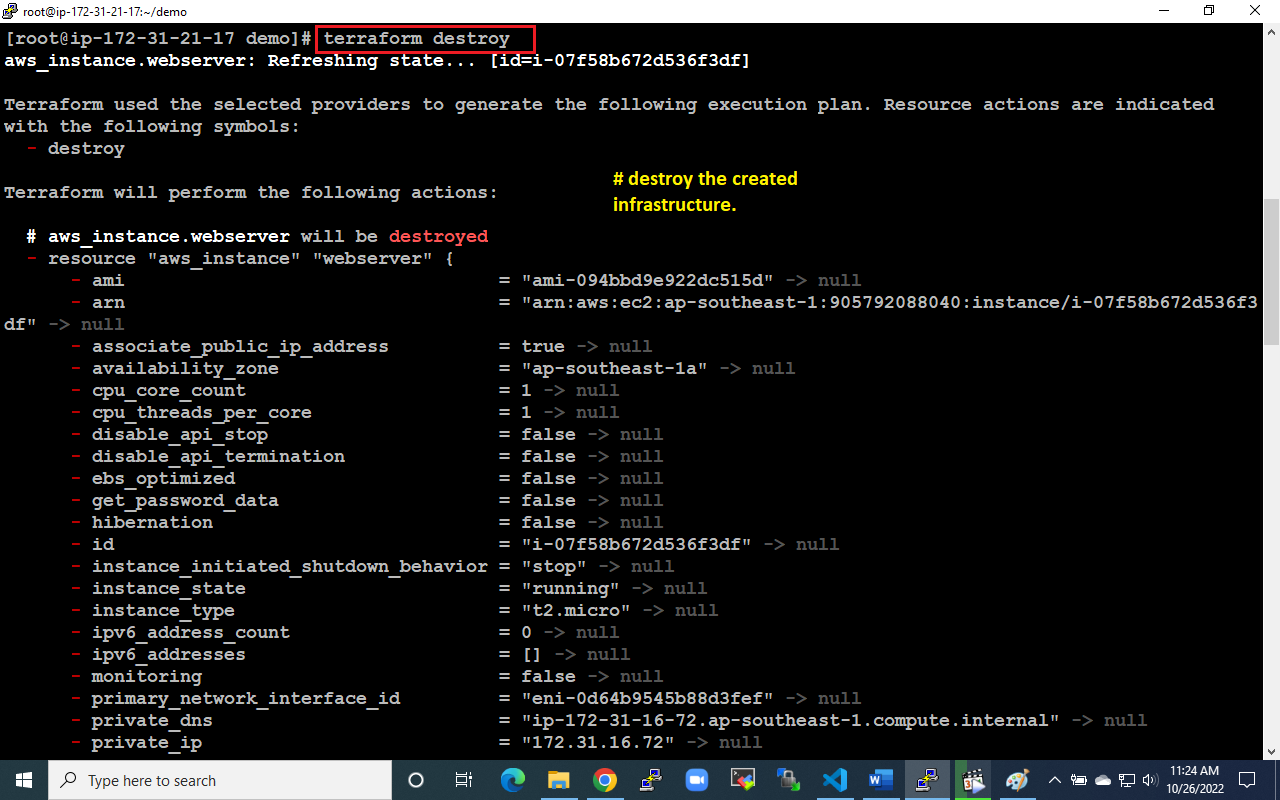 root@ip-172-31-21-17:~/demo
[root@ip-172-31-21-17 demo]# terraform destroy
aws_instance.webserver: Refreshing state... [id=i-07f58b672d536f3df]
Terraform used the selected providers to generate the following execution plan. Resource actions are indicated
with the following symbols:
- destroy
Terraform will perform the following actions:
# destroy the created
infrastructure.
# aws_instance.webserver will be destroyed
- resource "aws_instance" "webserver" {
- ami = "ami-094bbd9e922dc515d" -> null
- arn = "arn:aws:ec2:ap-southeast-1:905792088040:instance/i-07f58b672d536f3
df" -> null
- associate_public_ip_address = true -> null
- availability_zone = "ap-southeast-1a" -> null
- cpu_core_count = 1 -> null
- cpu_threads_per_core = 1 -> null
- disable_api_stop = false -> null
- disable_api_termination = false -> null
- ebs_optimized = false -> null
- get_password_data = false -> null
- hibernation = false -> null
- id = "i-07f58b672d536f3df" -> null
- instance_initiated_shutdown_behavior = "stop" -> null
- instance_state = "running" -> null
- instance_type = "t2.micro" -> null
- ipv6_address_count = 0 -> null
- ipv6_addresses = [] -> null
- monitoring = false -> null
- primary_network_interface_id = "eni-0d64b9545b88d3fef" -> null
- private_dns = "ip-172-31-16-72.ap-southeast-1.compute.internal" -> null
- private_ip = "172.31.16.72" -> null
Type here to search
11:24 AM
10/26/2022